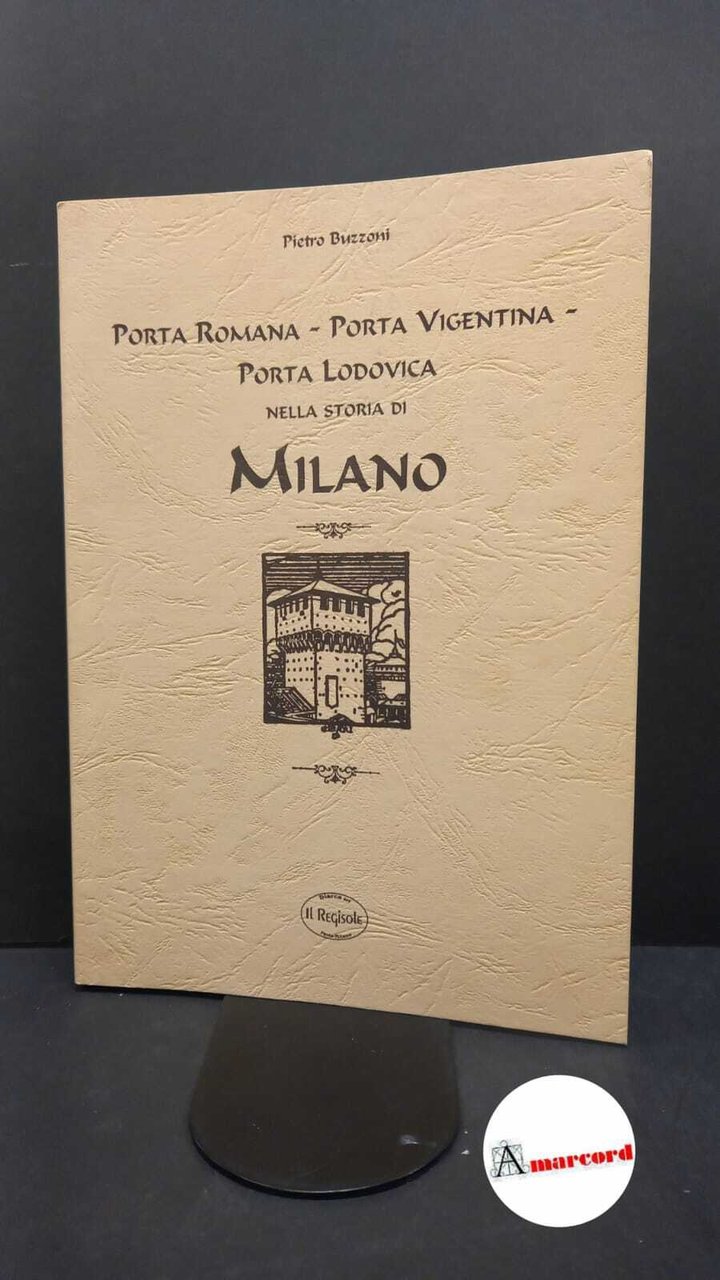 Pietro Buzzoni
Porta Romana - Porta Vigentina -
Porta Lodovica
nella storia di
Milano
Il Regisole
Amarcord